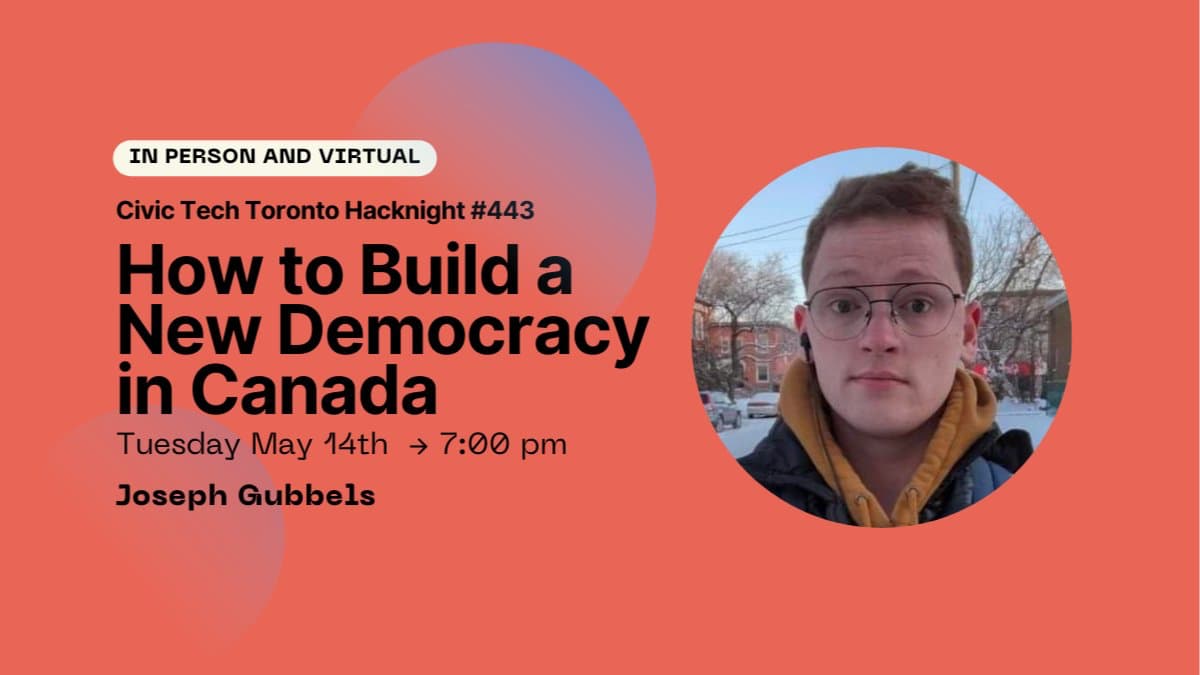 IN PERSON AND VIRTUAL
Civic Tech Toronto Hacknight #443
How to Build a
New Democracy
in Canada
Tuesday May 14th → 7:00 pm
Joseph Gubbels